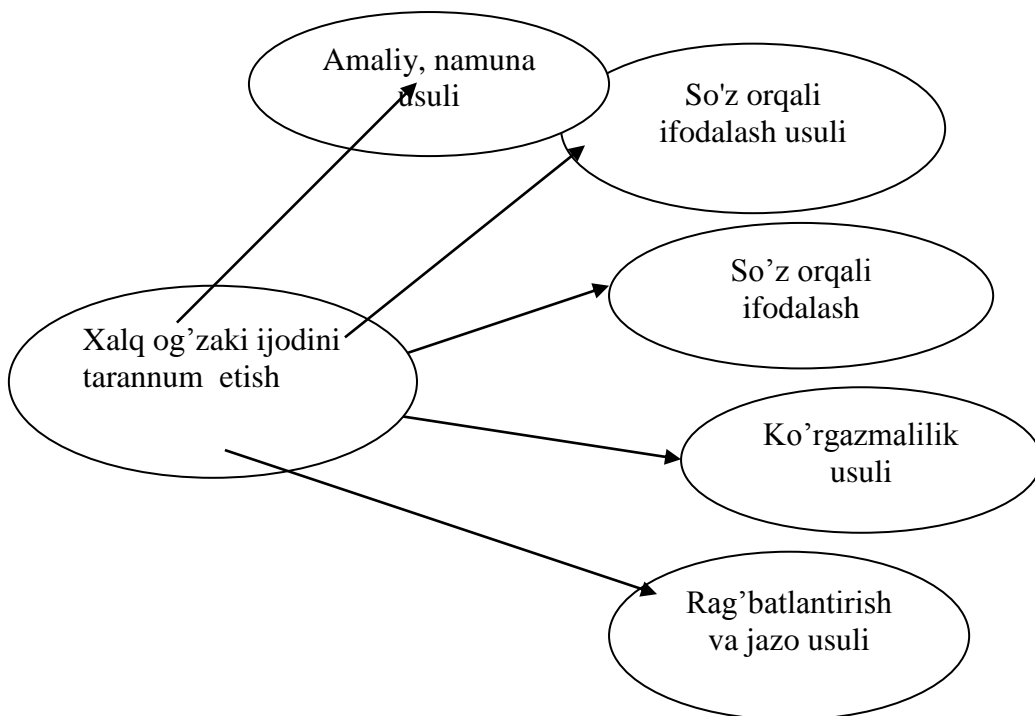 Amaliy, namuna
usuli
So'z orqali
ifodalash usuli
So’z orqali
ifodalash
Xalq og’zaki ijodini
tarannum etish
Ko’rgazmalilik
usuli
Rag’batlantirish
va jazo usuli